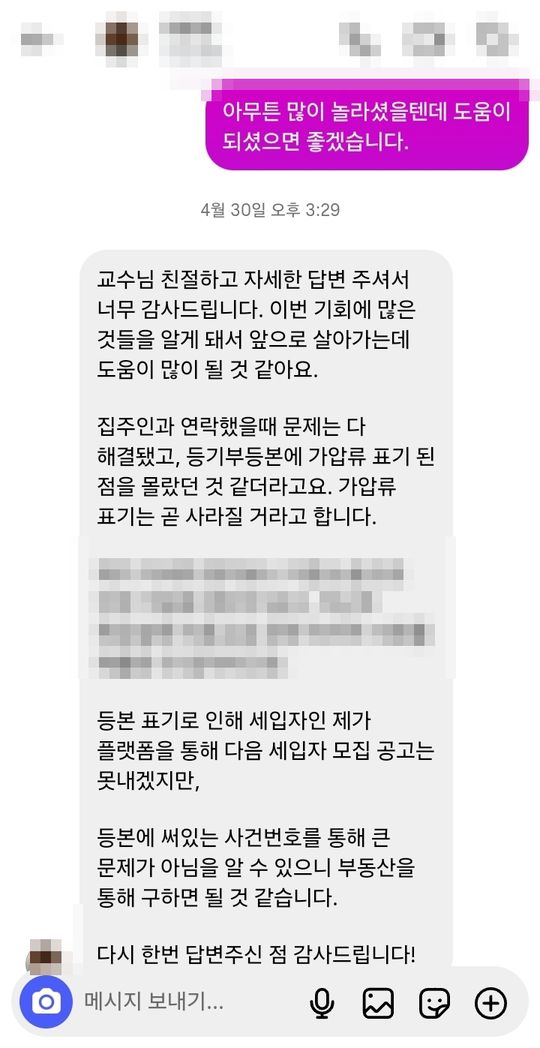 아무튼 많이 놀라셨을텐데 도움이
되셨으면 좋겠습니다.
4월 30일 오후 3:29
교수님 친절하고 자세한 답변 주셔서
너무 감사드립니다. 이번 기회에 많은
것들을 알게 돼서 앞으로 살아가는데
도움이 많이 될 것 같아요.
집주인과 연락했을때 문제는 다
해결됐고, 등기부등본에 가압류 표기 된
점을 몰랐던 것 같더라고요. 가압류
표기는 곧 사라질 거라고 합니다.
등본 표기로 인해 세입자인 제가
플랫폼을 통해 다음 세입자 모집 공고는
못내겠지만,
등본에 써있는 사건번호를 통해 큰
문제가 아님을 알 수 있으니 부동산을
통해 구하면 될 것 같습니다.
다시 한번 답변주신 점 감사드립니다!
메시지 보내기...